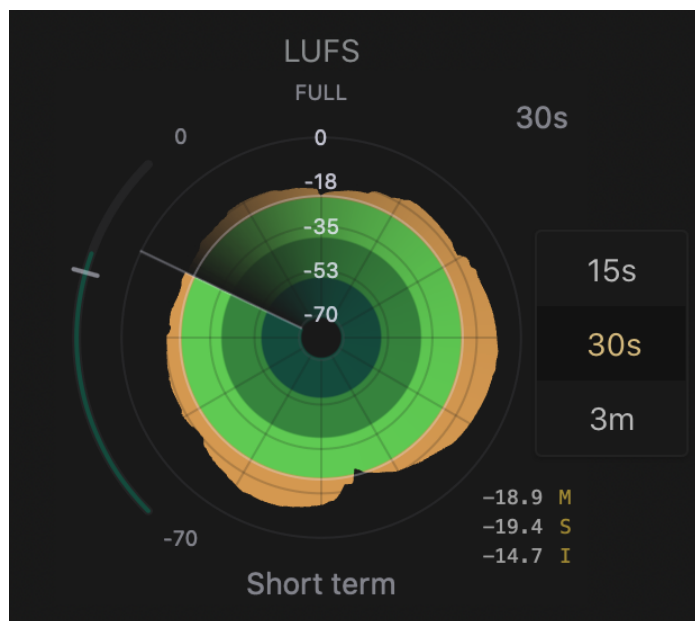 LUFS
FULL
30s
0
0
-18
-35
-53
-70
15s
30s
3m
-18.9 M
-19.4 S
-14.7 I
-70
Short term